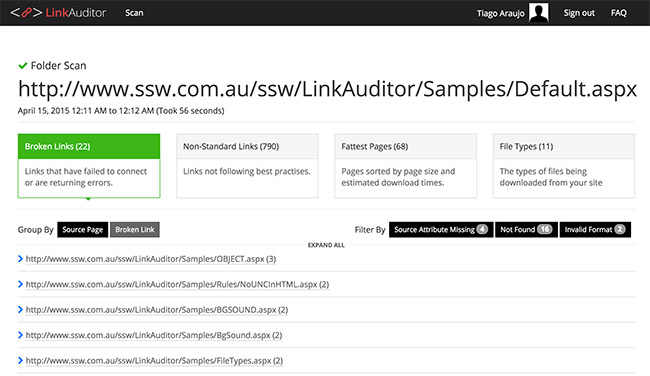 <> LinkAuditor Scan Tiago Araujo Sign out FAQ
Folder Scan
http://www.ssw.com.au/ssw/LinkAuditor/Samples/Default.aspx
April 15, 2015 12:11 AM to 12:12 AM (Took 56 seconds)
Broken Links (22)
Links that have failed to connect
or are returning errors.
Non-Standard Links (790)
Links not following best practises.
Fattest Pages (68)
Pages sorted by page size and
estimated download times.
File Types (11)
The types of files being
downloaded from your site
Group By Source Page Broken Link Filter By Source Attribute Missing 4 Not Found 16 Invalid Format 2
EXPAND ALL
http://www.ssw.com.au/ssw/LinkAuditor/Samples/OBJECT.aspx (3)
http://www.ssw.com.au/ssw/LinkAuditor/Samples/Rules/NoUNCInHTML.aspx (2)
http://www.ssw.com.au/ssw/LinkAuditor/Samples/BGSOUND.aspx (2)
http://www.ssw.com.au/ssw/LinkAuditor/Samples/BgSound.aspx (2)
http://www.ssw.com.au/ssw/LinkAuditor/Samples/FileTypes.aspx (2)